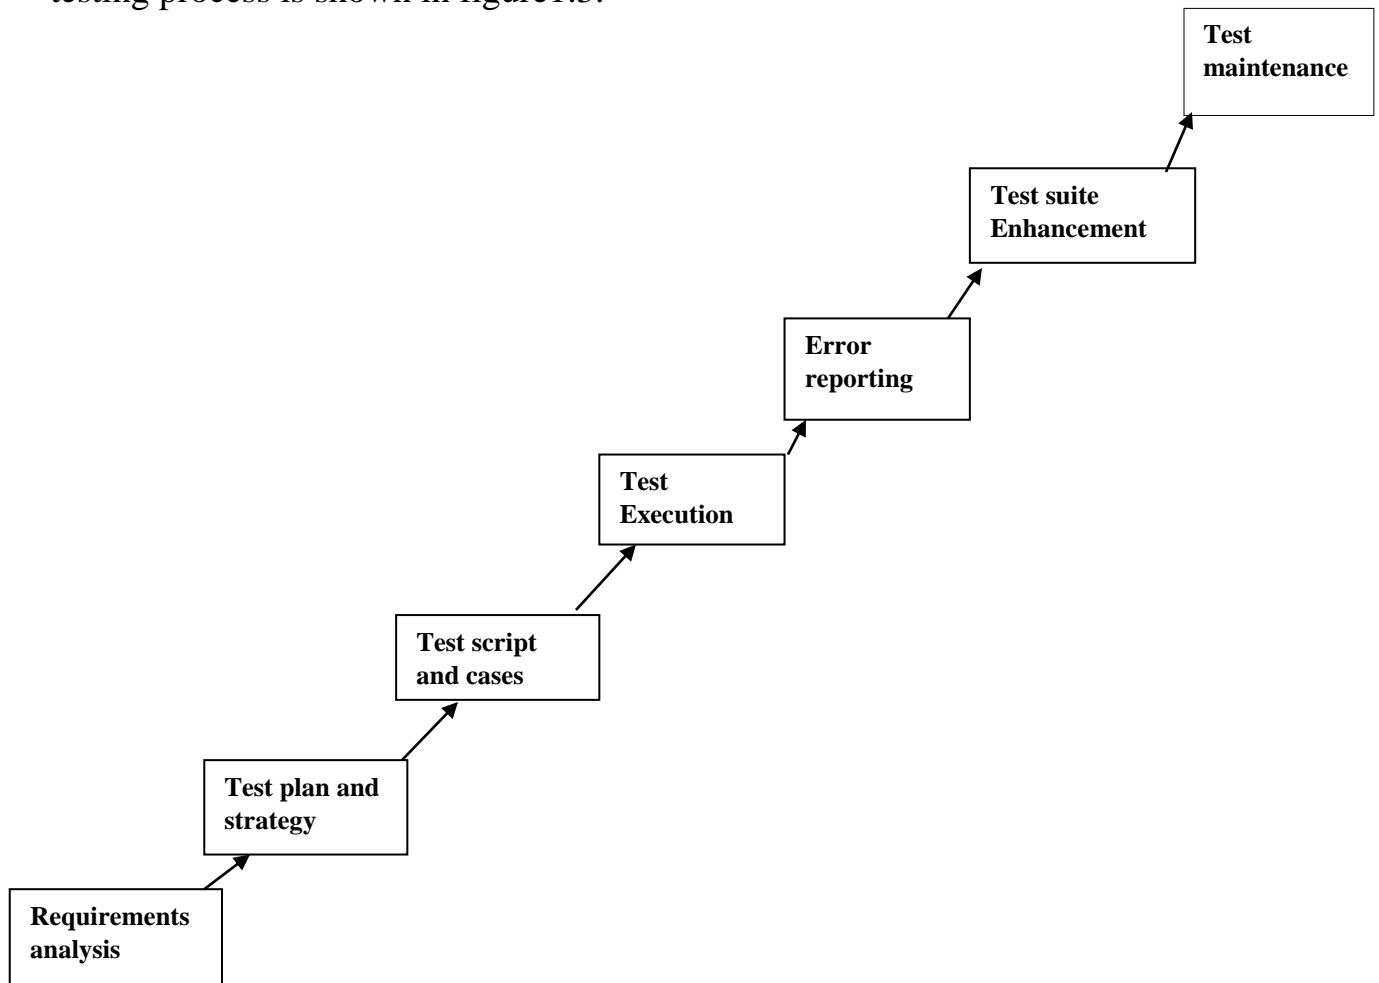 testing process is shown in figure1.3.
Test
maintenance
Test suite
Enhancement
Error
reporting
Test
Execution
Test script
and cases
Test plan and
strategy
Requirements
analysis